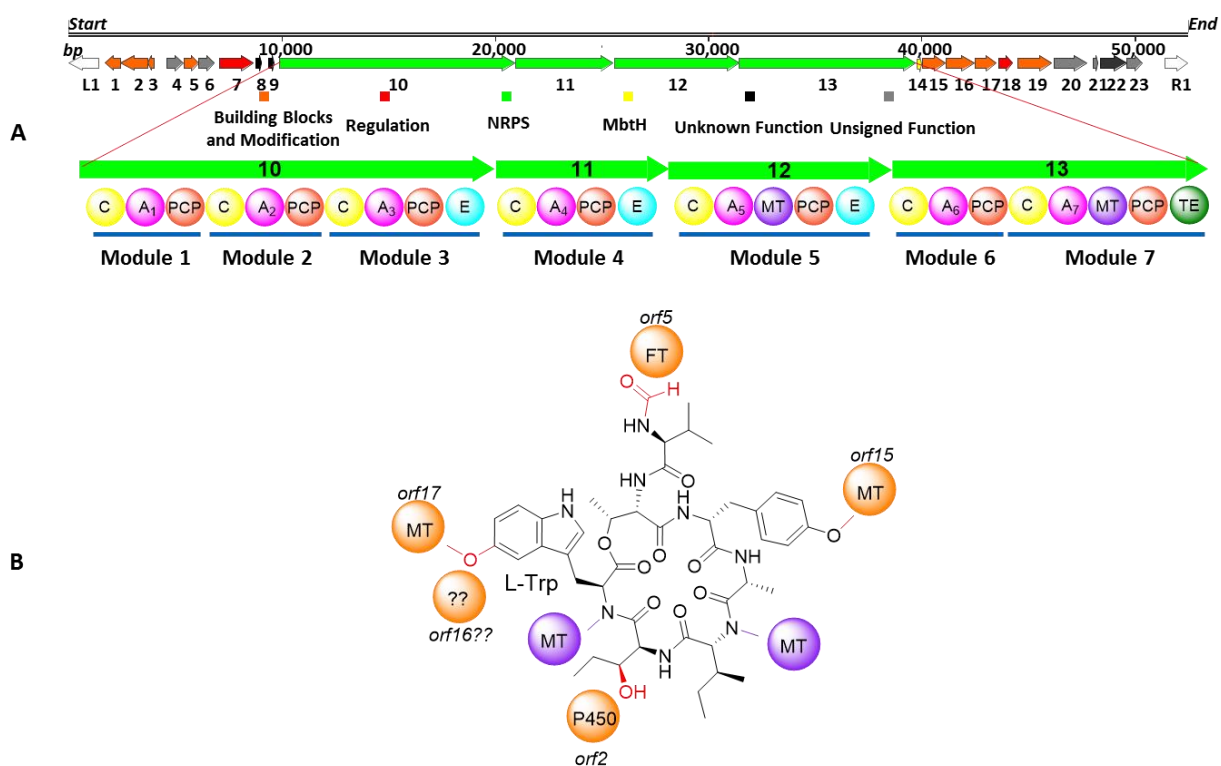 Start
End
bp
10,000
20,000
30,000
40,000
50,000
L1 1 2 3 4 5 6 7 8 9 10 11 12 13 14 15 16 17 18 19 20 21 22 23 R1
Building Blocks
and Modification
Regulation
NRPS
MbtH
Unknown Function
Unsigned Function
A
10 11 12 13
C A1 PCP C A2 PCP C A3 PCP E C A4 PCP E C A5 MT PCP E C A6 PCP C A7 MT PCP TE
Module 1 Module 2 Module 3 Module 4 Module 5 Module 6 Module 7
B
orf5
FT
O H
HN
O
HN
orf15
MT
orf17
MT
H
N
H
N
O
O
O
O
O
O
NH
??
orf16??
L-Trp
O
O
O
N
N
MT
MT
N
H
OH
P450
orf2